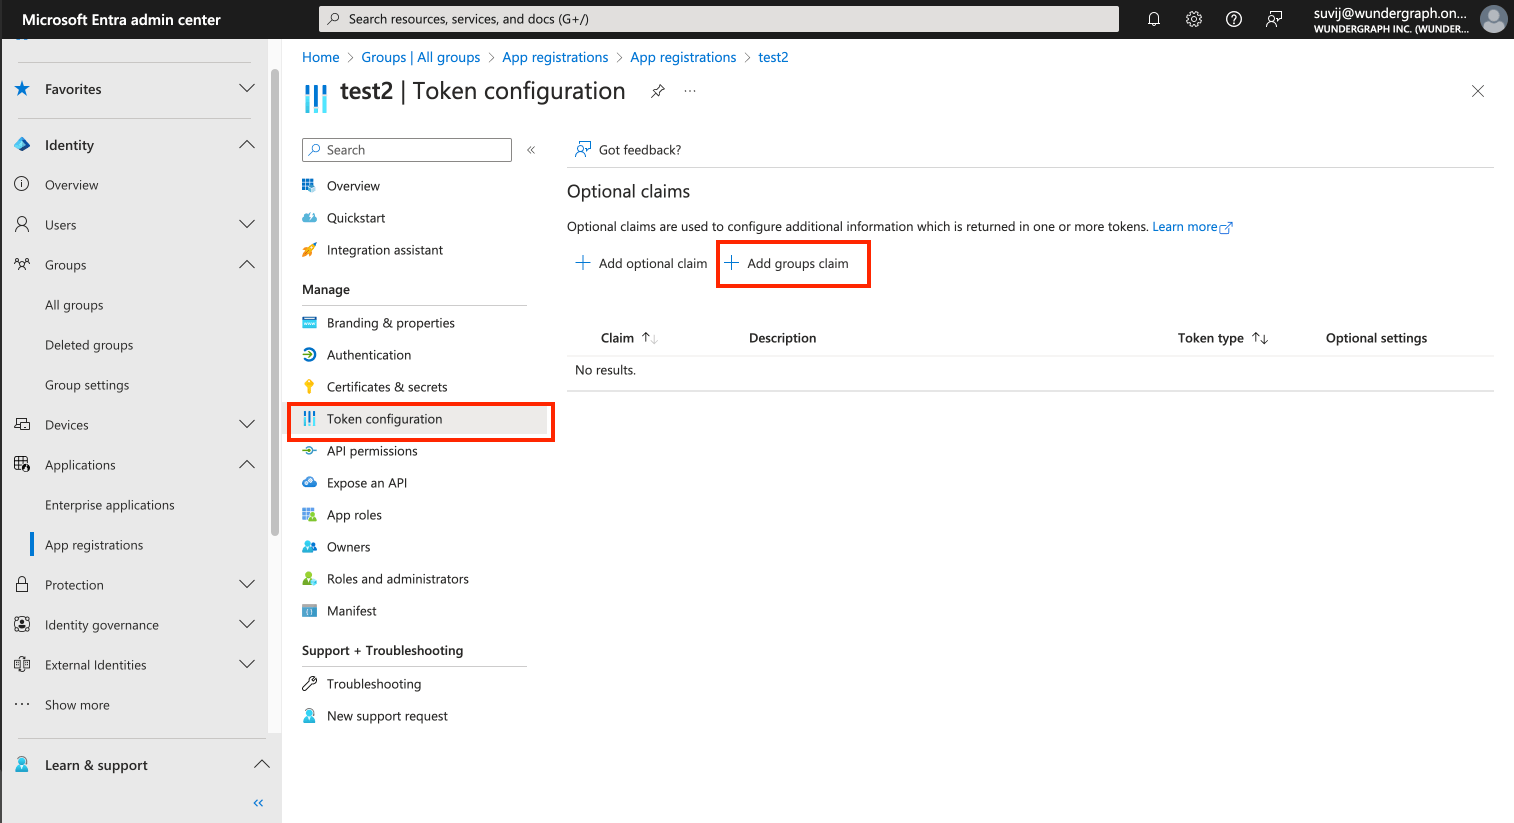 Microsoft Entra admin center
Search resources, services, and docs (G+/)
suvij@wundergraph.on...
WUNDERGRAPH INC. (WUNDER...
Favorites
Identity
Overview
Users
Groups
All groups
Deleted groups
Group settings
Devices
Applications
Enterprise applications
App registrations
Protection
Identity governance
External Identities
Show more
Learn & support
Home > Groups | All groups > App registrations > App registrations > test2
test2 | Token configuration
Search
Overview
Quickstart
Integration assistant
Manage
Branding & properties
Authentication
Certificates & secrets
Token configuration
API permissions
Expose an API
App roles
Owners
Roles and administrators
Manifest
Support + Troubleshooting
Troubleshooting
New support request
Got feedback?
Optional claims
Optional claims are used to configure additional information which is returned in one or more tokens. Learn more
Add optional claim Add groups claim
Claim Description Token type Optional settings
No results.